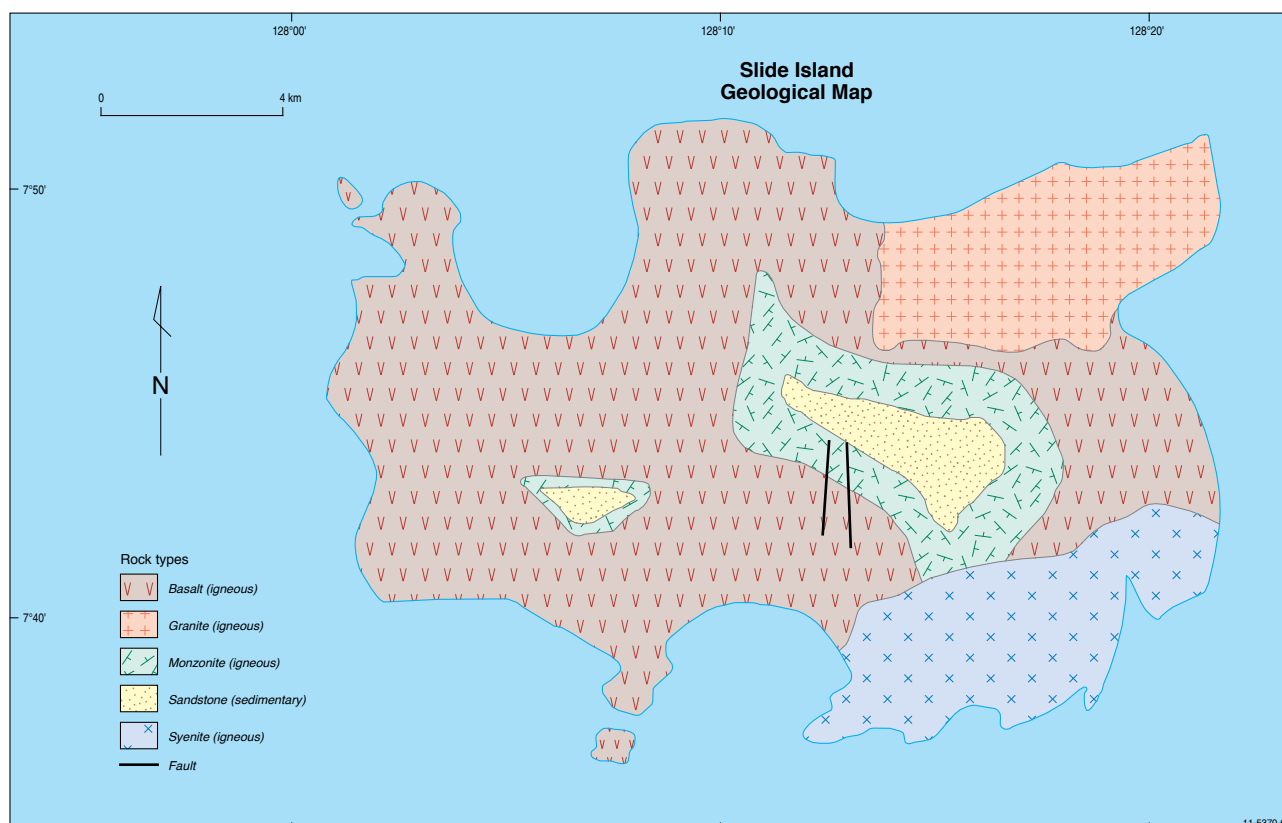 128°00'
128°10'
128°20'
Slide Island
Geological Map
0
4 km
7°50'
N
Rock types
Basalt (igneous)
Granite (igneous)
Monzonite (igneous)
Sandstone (sedimentary)
Syenite (igneous)
Fault
7°40'